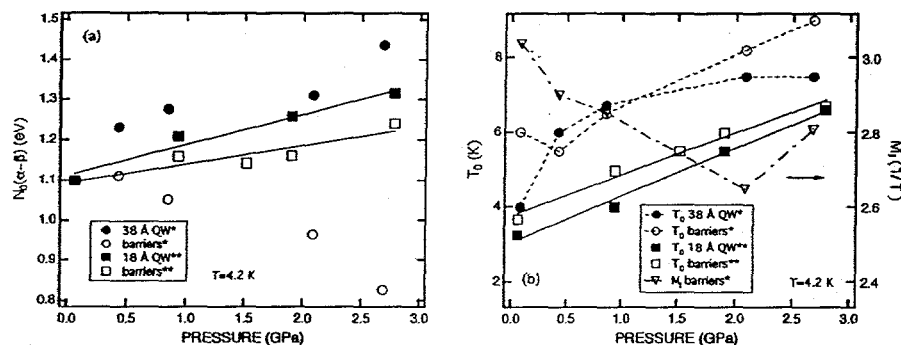 (a)
N₀(α-β) (eV)
1.5
1.4
1.3
1.2
1.1
1.0
0.9
0.8
38 Å QW*
barriers*
18 Å QW**
barriers**
T=4.2 K
0.0 0.5 1.0 1.5 2.0 2.5 3.0
PRESSURE (GPa)
T₀ (K)
8
6
4
2
T₀ 38 Å QW*
T₀ barriers*
T₀ 18 Å QW**
T₀ barriers**
Mᵢ barriers*
(b)
T=4.2 K
0.0 0.5 1.0 1.5 2.0 2.5 3.0
PRESSURE (GPa)
3.0
2.8
2.6
2.4
(1/T)